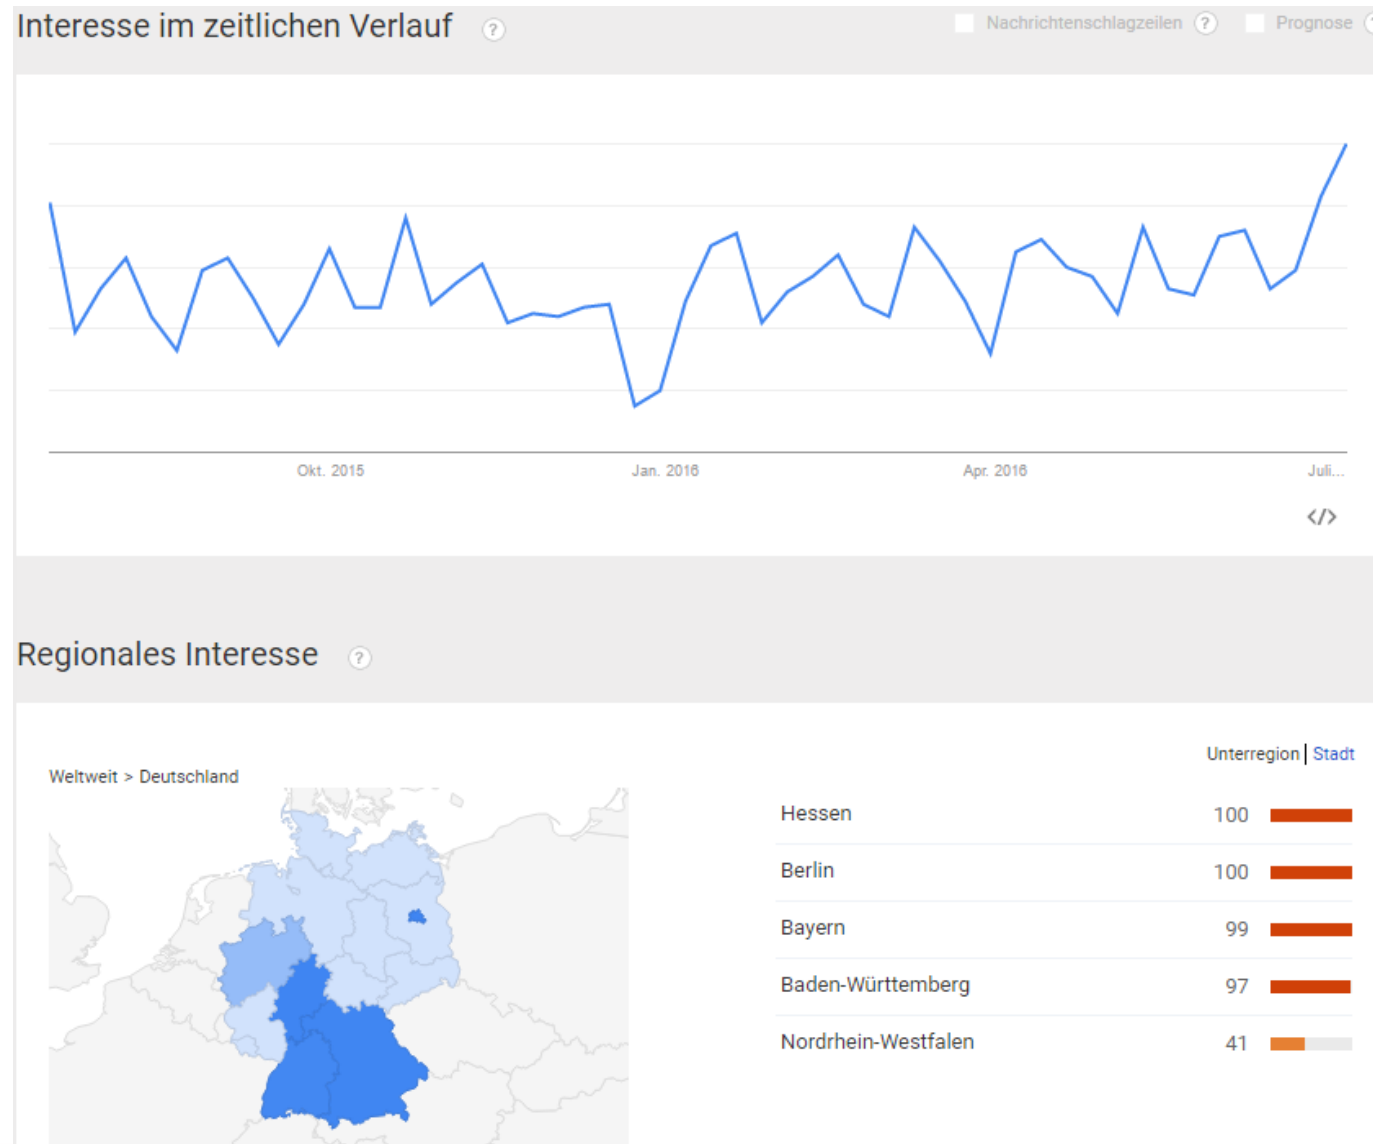 Interesse im zeitlichen Verlauf ?
Nachrichtenschlagzeilen ? Prognose
Okt. 2015 Jan. 2016 Apr. 2016 Juli...
</>
Regionales Interesse ?
Unterregion | Stadt
Weltweit > Deutschland
Hessen 100
Berlin 100
Bayern 99
Baden-Württemberg 97
Nordrhein-Westfalen 41